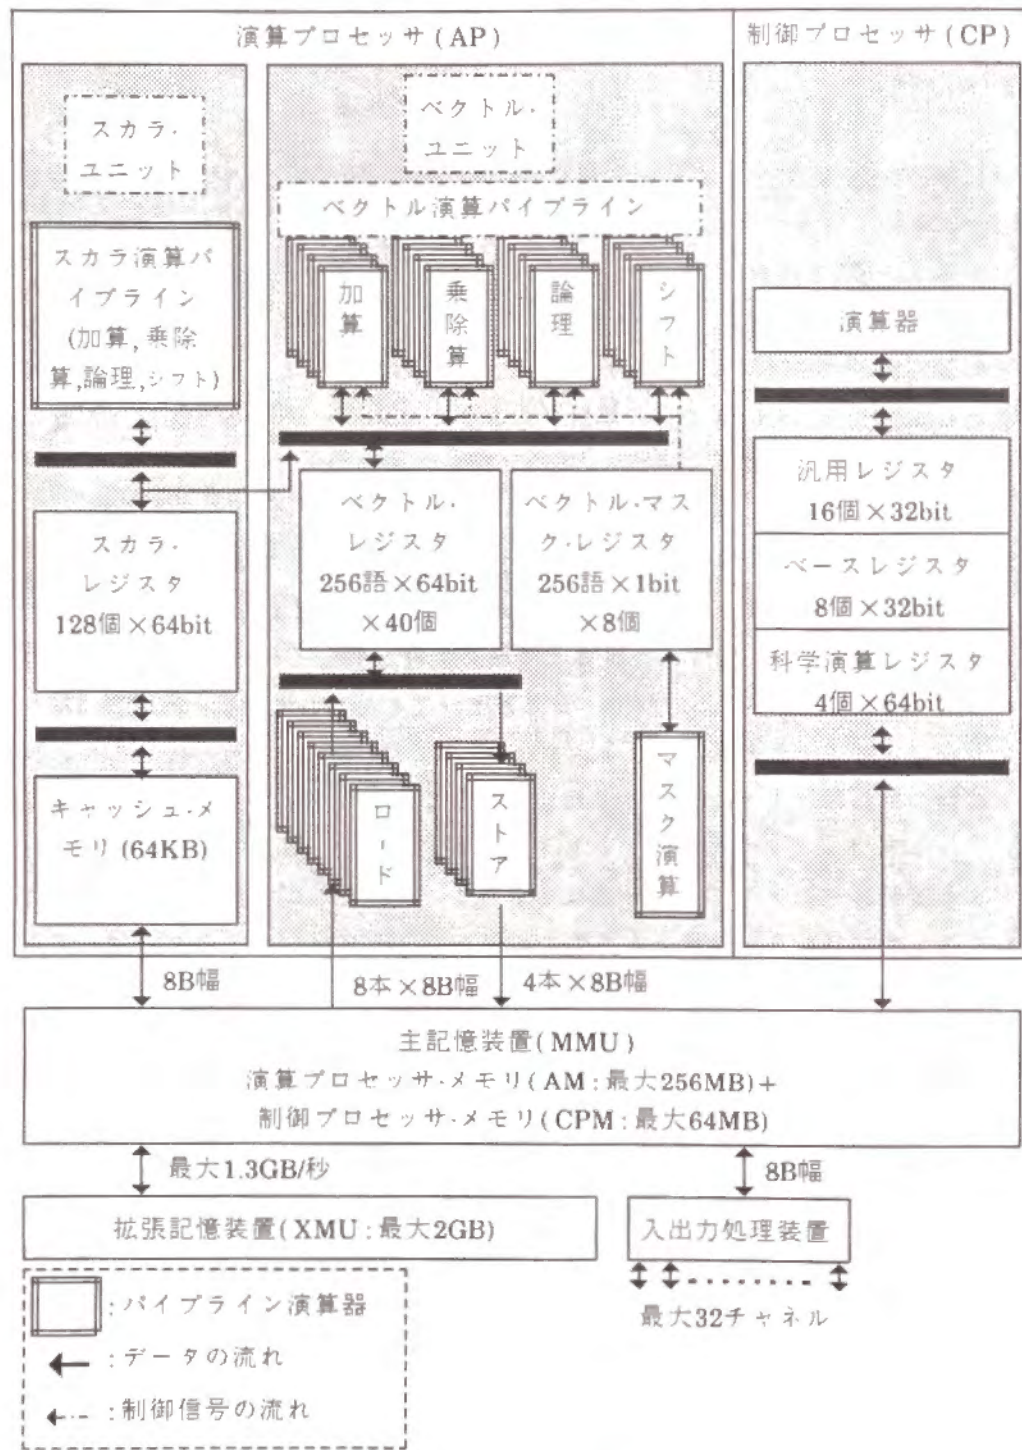 演算プロセッサ(AP)
制御プロセッサ(CP)
スカラ・
ユニット
ベクトル・
ユニット
ベクトル演算パイプライン
スカラ演算パ
イプライン
(加算,乗除
算,論理,シフト)
加算
乗除算
論理
シフト
演算器
スカラ・
レジスタ
128個×64bit
ベクトル・
レジスタ
256語×64bit
×40個
ベクトル・マス
ク・レジスタ
256語×1bit
×8個
汎用レジスタ
16個×32bit
ベースレジスタ
8個×32bit
科学演算レジスタ
4個×64bit
キャッシュ・メ
モリ(64KB)
ロード
ストア
マスク演算
8B幅
8本×8B幅
4本×8B幅
主記憶装置(MMU)
演算プロセッサ・メモリ(AM:最大256MB)+
制御プロセッサ・メモリ(CPM:最大64MB)
最大1.3GB/秒
8B幅
拡張記憶装置(XMU:最大2GB)
入出力処理装置
最大32チャネル
:パイプライン演算器
:データの流れ
:制御信号の流れ